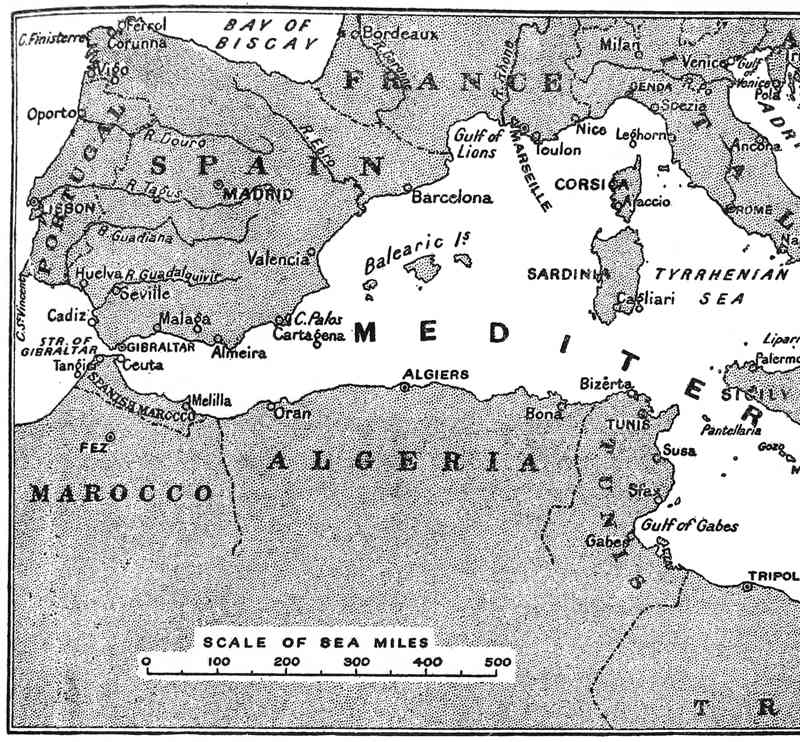 BAY OF
BISCAY
Ferrol
C.Finisterre
Corunna
Bordeaux
R. Garonne
R. Rhone
Milan
Venice
Gulf
of
Venice
Pola
Vigo
FRANCE
GENOA
R. Po
Spezia
ADRI
Oporto
R. Douro
R. Ebro
Gulf of
Lions
MARSEILLE
Toulon
Nice
Leghorn
Ancona
SPAIN
PORTUGAL
R. Tagus
MADRID
Barcelona
CORSICA
Ajaccio
ITAL
ROME
Na
LISBON
R. Guadiana
Valencia
Balearic Is
Huelva
R. Guadalquivir
Seville
SARDINIA
TYRRHENIAN
SEA
Cagliari
C.St Vincent
Cadiz
Malaga
C. Palos
Cartagena
MEDITER
STR. OF
GIBRALTAR
GIBRALTAR
Almeira
Lipari
Palermo
Tangier
Ceuta
SPANISH MAROCCO
Melilla
ALGIERS
Bizerta
SICILY
Oran
Bona
TUNIS
Pantellaria
Gozo
M
FEZ
Susa
ALGERIA
MAROCCO
TUNIS
Sfax
Gulf of Gabes
Gabes
TRIPOL
SCALE OF SEA MILES
0 100 200 300 400 500
T R